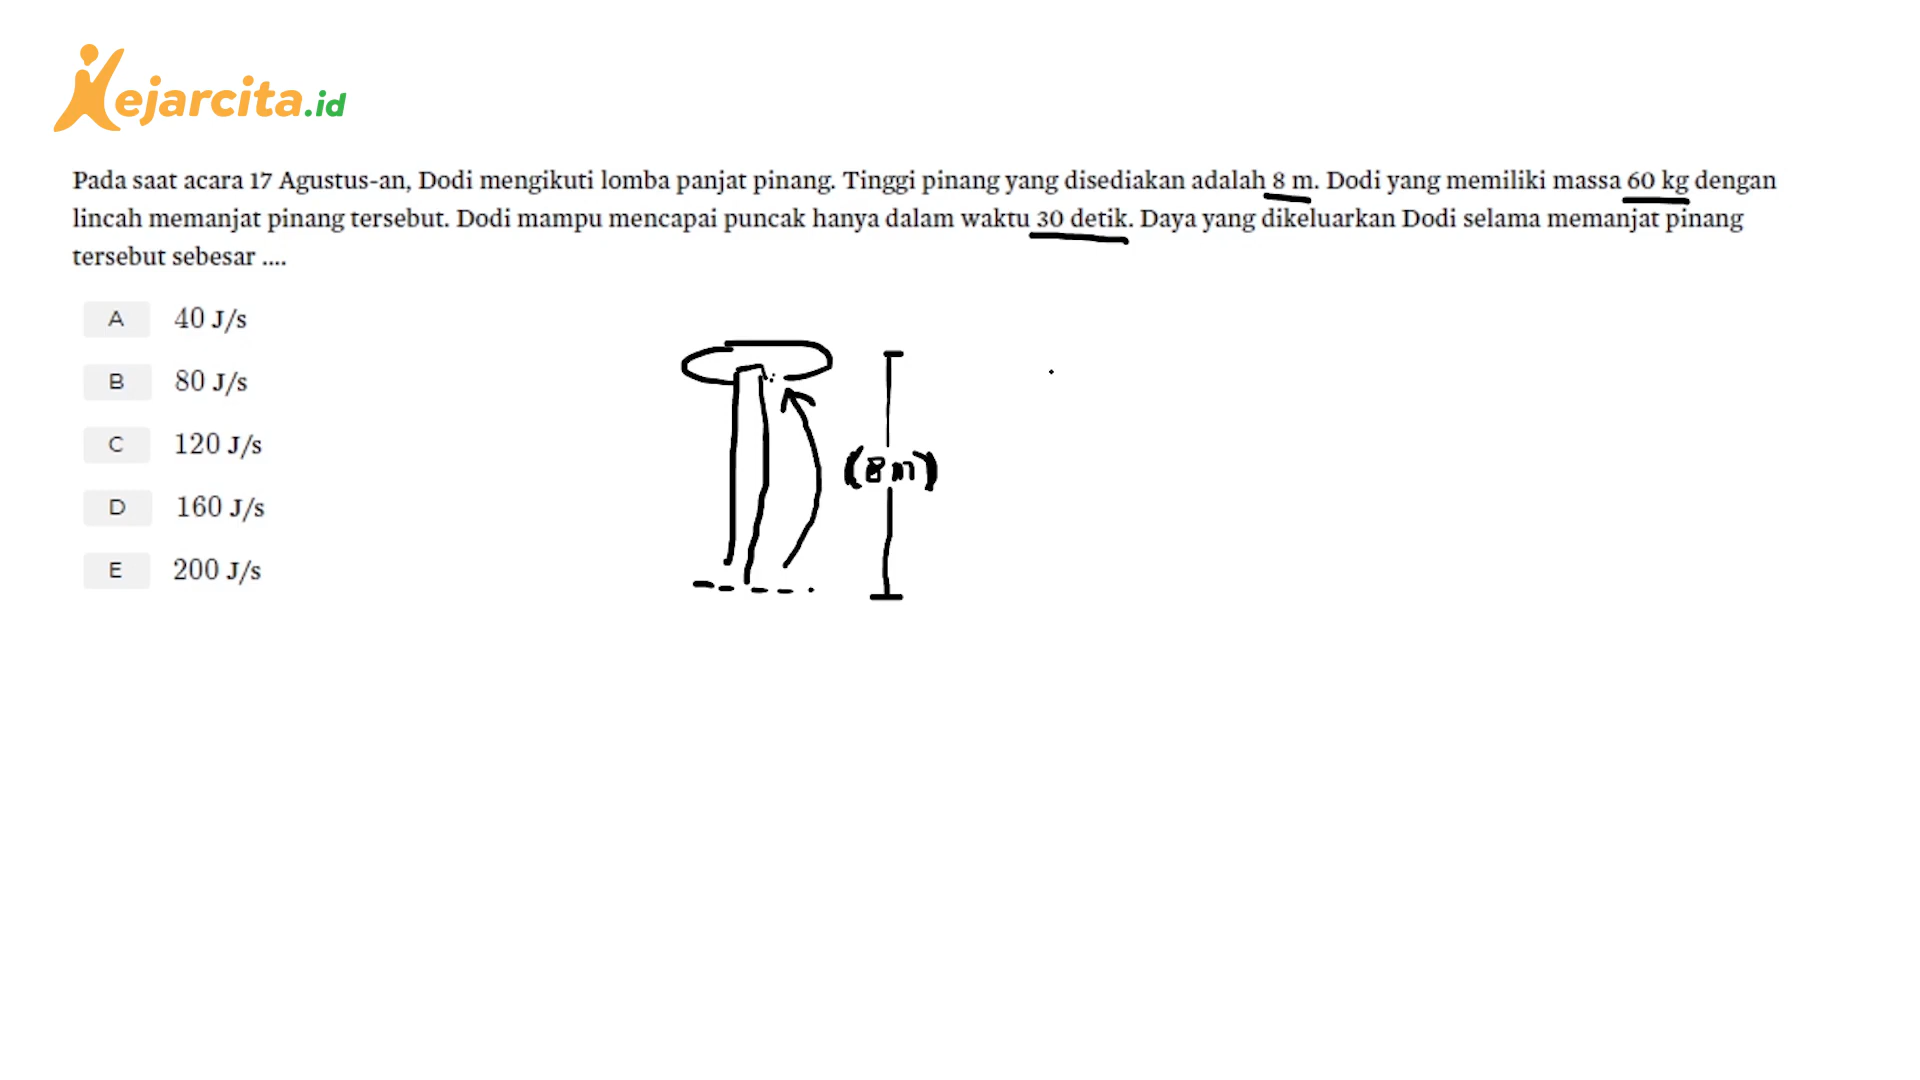 Kejarcita.id
Pada saat acara 17 Agustus-an, Dodi mengikuti lomba panjat pinang. Tinggi pinang yang disediakan adalah 8 m. Dodi yang memiliki massa 60 kg dengan
lincah memanjat pinang tersebut. Dodi mampu mencapai puncak hanya dalam waktu 30 detik. Daya yang dikeluarkan Dodi selama memanjat pinang
tersebut sebesar ....
A 40 J/s
B 80 J/s
C 120 J/s
D 160 J/s
E 200 J/s
(8m)